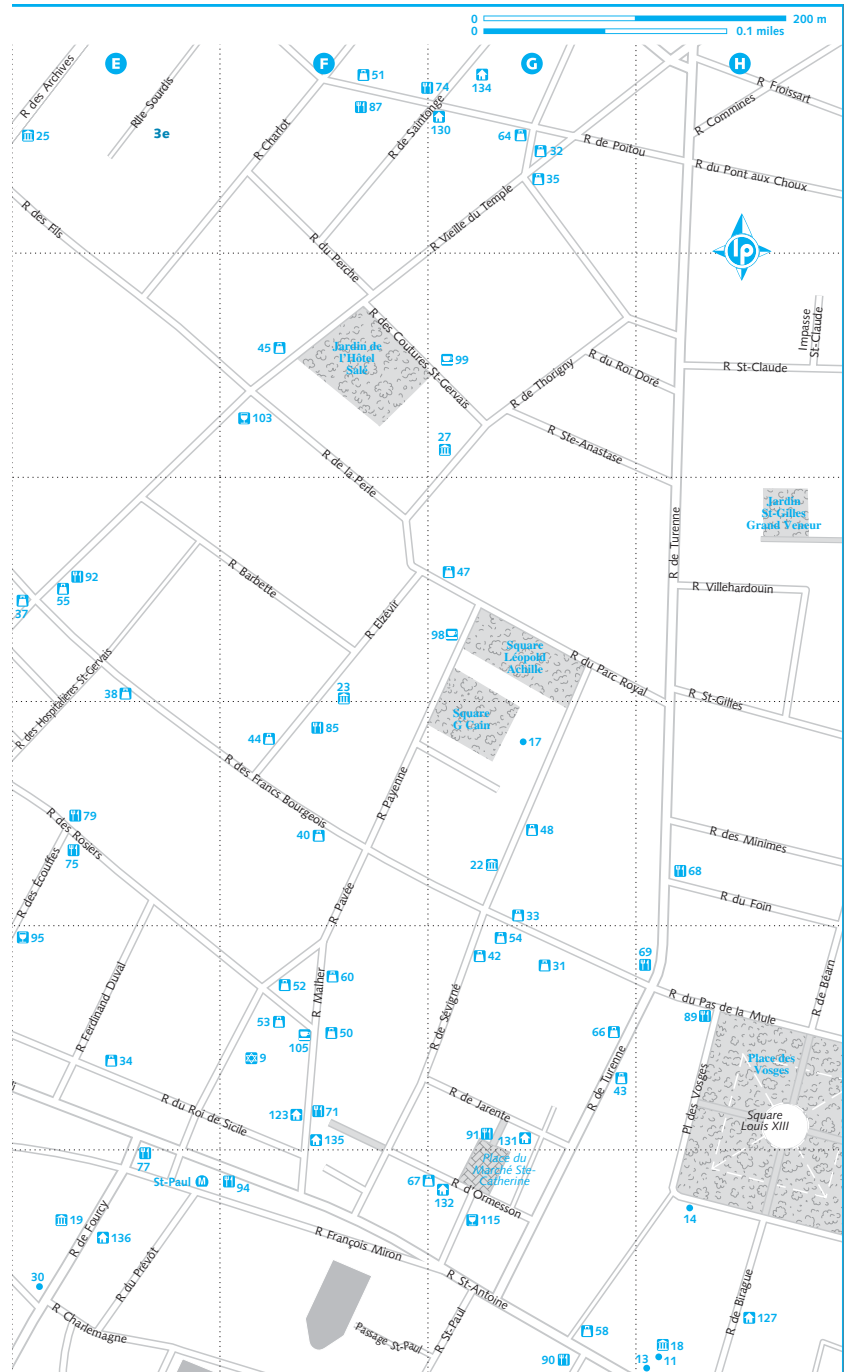 0 200 m
0 0.1 miles
E
F
G
H
R des Archives
Rlle Sourdis
3e
25
51
87
74
134
130
64
32
35
R Charlot
R de Saintonge
R de Poitou
R Froissart
R Commines
R du Pont aux Choux
R des Fils
R du Perche
R Vieille du Temple
lp
45
Jardin de
l'Hôtel
Salé
R des Coutures St-Gervais
99
R de Thorigny
R du Roi Doré
Impasse
St-Claude
R St-Claude
103
27
R de la Perle
R Ste-Anastase
Jardin
St-Gilles
Grand Veneur
R de Turenne
92
55
37
R Barbette
47
R Elzévir
R Villehardouin
98
Square
Léopold
Achille
R du Parc Royal
R St-Gilles
R des Hospitalières St-Gervais
38
23
85
44
Square
G Cain
17
R des Francs Bourgeois
R Payenne
79
R des Rosiers
75
40
48
R des Minimes
22
68
R du Foin
R des Écouffes
R Pavée
33
95
54
42
31
69
R de Béarn
R Ferdinand Duval
60
52
R Malher
R du Pas de la Mule
89
53
105
50
R de Sévigné
66
9
34
43
Place des
Vosges
R de Turenne
R du Roi de Sicile
123
71
135
R de Jarente
91
131
Pl des Vosges
Square
Louis XIII
77
St-Paul M
94
Place du
Marché Ste-
Catherine
67
132
R d'Ormesson
115
14
19
136
R de Fourcy
R du Prévôt
R François Miron
30
R Charlemagne
R St-Antoine
R St-Paul
Passage St-Paul
58
90
R de Birague
127
18
11
13